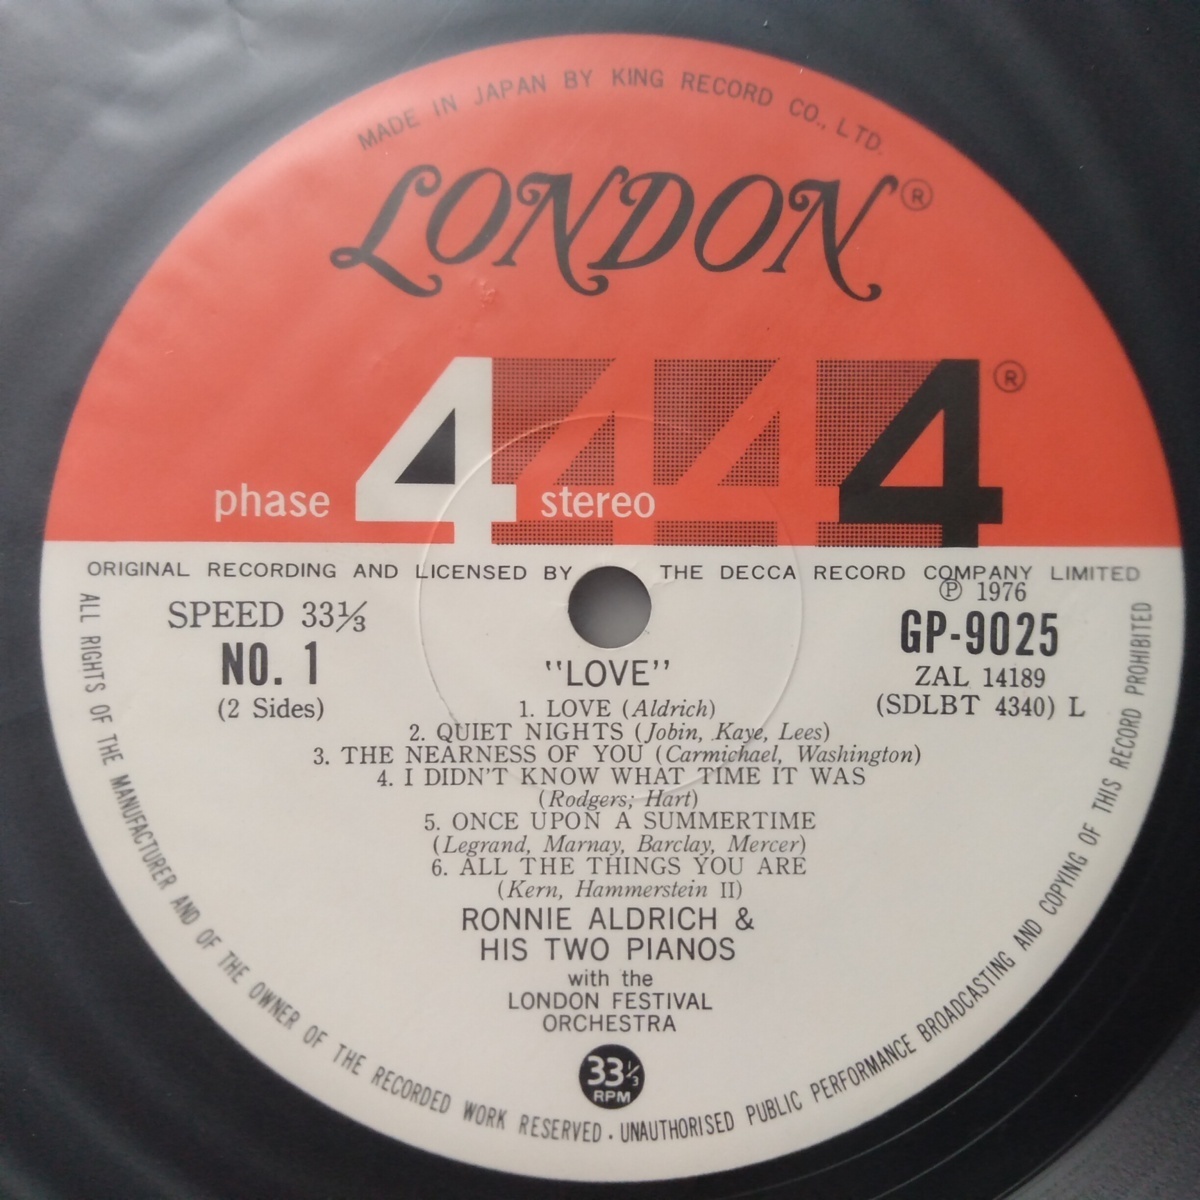 MADE IN JAPAN BY KING RECORD CO., LTD.
LONDON®
phase 4 stereo 4 4 4 ®
ORIGINAL RECORDING AND LICENSED BY THE DECCA RECORD COMPANY LIMITED
SPEED 33⅓
NO. 1
(2 Sides)
Ⓟ 1976
GP-9025
ZAL 14189
(SDLBT 4340) L
"LOVE"
1. LOVE (Aldrich)
2. QUIET NIGHTS (Jobin, Kaye, Lees)
3. THE NEARNESS OF YOU (Carmichael, Washington)
4. I DIDN'T KNOW WHAT TIME IT WAS
(Rodgers; Hart)
5. ONCE UPON A SUMMERTIME
(Legrand, Marnay, Barclay, Mercer)
6. ALL THE THINGS YOU ARE
(Kern, Hammerstein II)
RONNIE ALDRICH &
HIS TWO PIANOS
with the
LONDON FESTIVAL
ORCHESTRA
33⅓
RPM
ALL RIGHTS OF THE MANUFACTURER AND OF THE OWNER OF THE RECORDED WORK RESERVED. UNAUTHORISED PUBLIC PERFORMANCE BROADCASTING AND COPYING OF THIS RECORD PROHIBITED